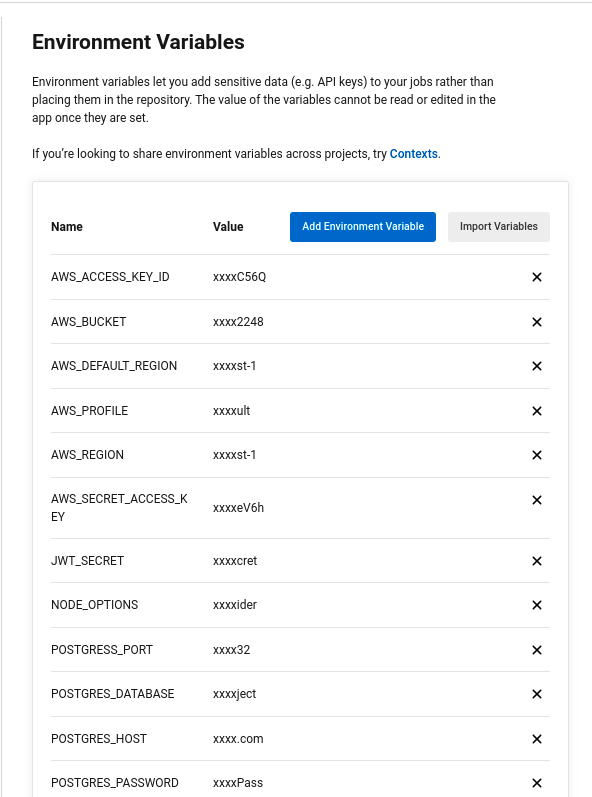 Environment Variables
Environment variables let you add sensitive data (e.g. API keys) to your jobs rather than
placing them in the repository. The value of the variables cannot be read or edited in the
app once they are set.
If you're looking to share environment variables across projects, try Contexts.
Name Value Add Environment Variable Import Variables
AWS_ACCESS_KEY_ID xxxxC56Q
AWS_BUCKET xxxx2248
AWS_DEFAULT_REGION xxxxst-1
AWS_PROFILE xxxxult
AWS_REGION xxxxst-1
AWS_SECRET_ACCESS_K
EY xxxxeV6h
JWT_SECRET xxxxcret
NODE_OPTIONS xxxxider
POSTGRESS_PORT xxxx32
POSTGRES_DATABASE xxxxject
POSTGRES_HOST xxxx.com
POSTGRES_PASSWORD xxxxPass